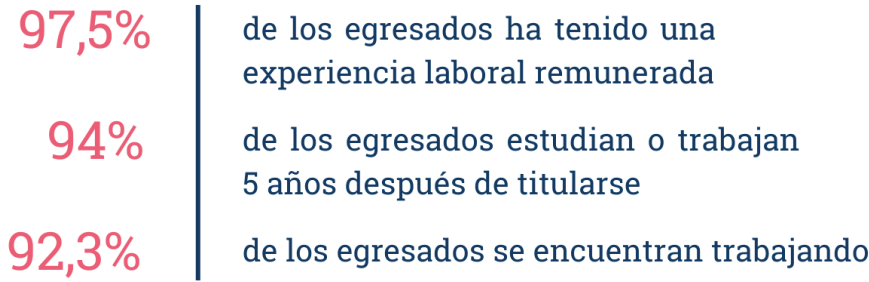 97,5%
de los egresados ha tenido una
experiencia laboral remunerada
94%
de los egresados estudian o trabajan
5 años después de titularse
92,3%
de los egresados se encuentran trabajando